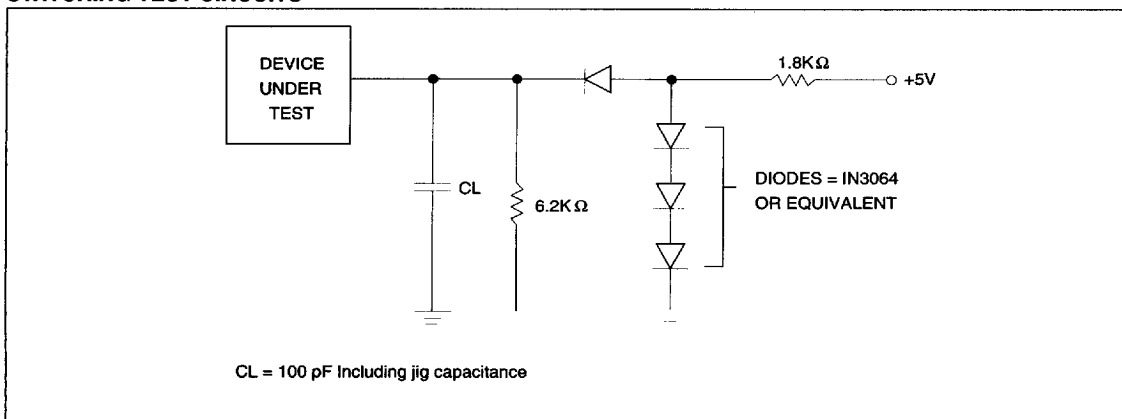 DEVICE
UNDER
TEST
1.8KΩ
+5V
CL
6.2KΩ
DIODES = IN3064
OR EQUIVALENT
CL = 100 pF Including jig capacitance